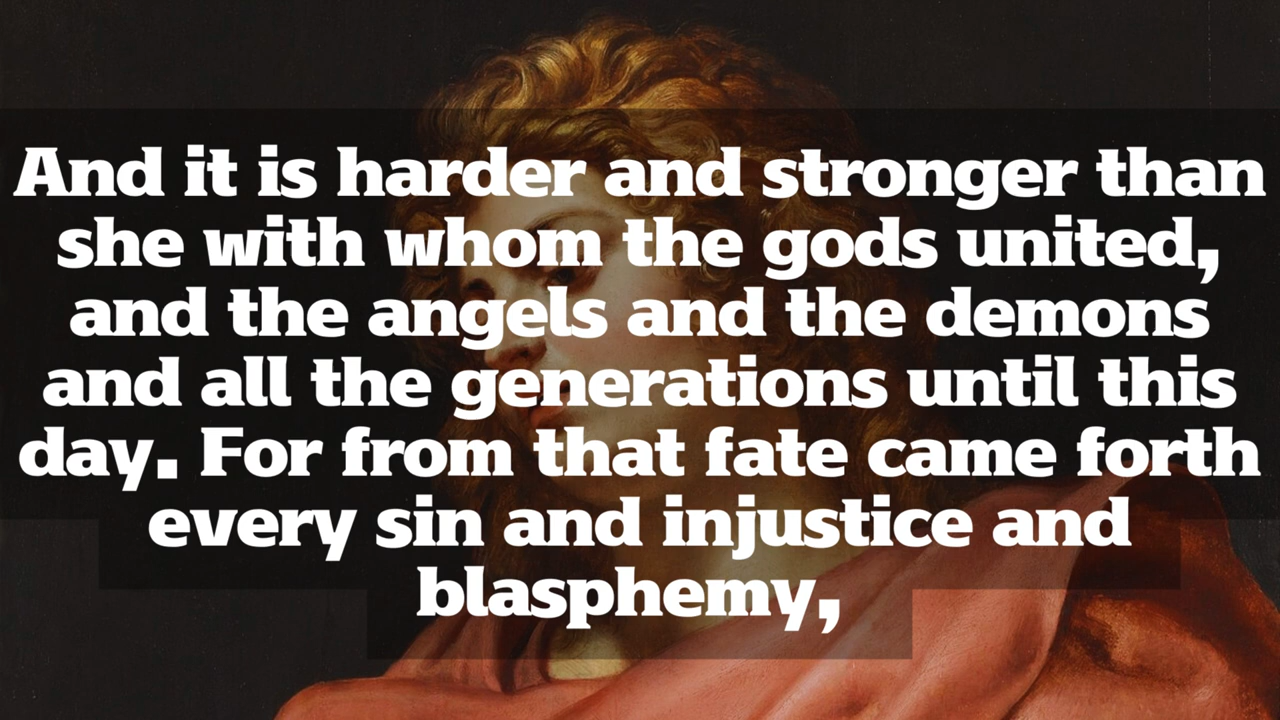 And it is harder and stronger than
she with whom the gods united,
and the angels and the demons
and all the generations until this
day. For from that fate came forth
every sin and injustice and
blasphemy,